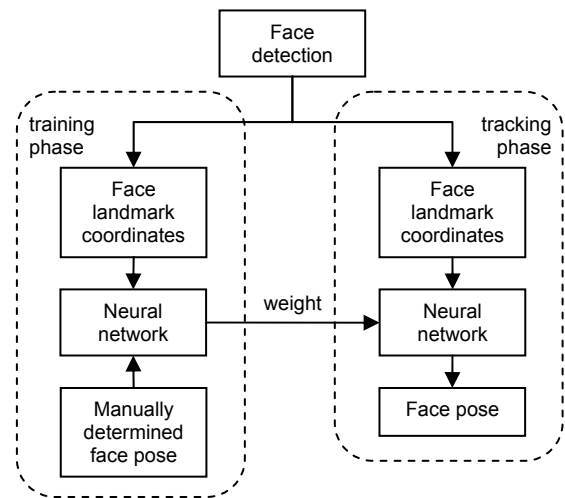 Face
detection
training
phase
Face
landmark
coordinates
Neural
network
Manually
determined
face pose
weight
tracking
phase
Face
landmark
coordinates
Neural
network
Face pose